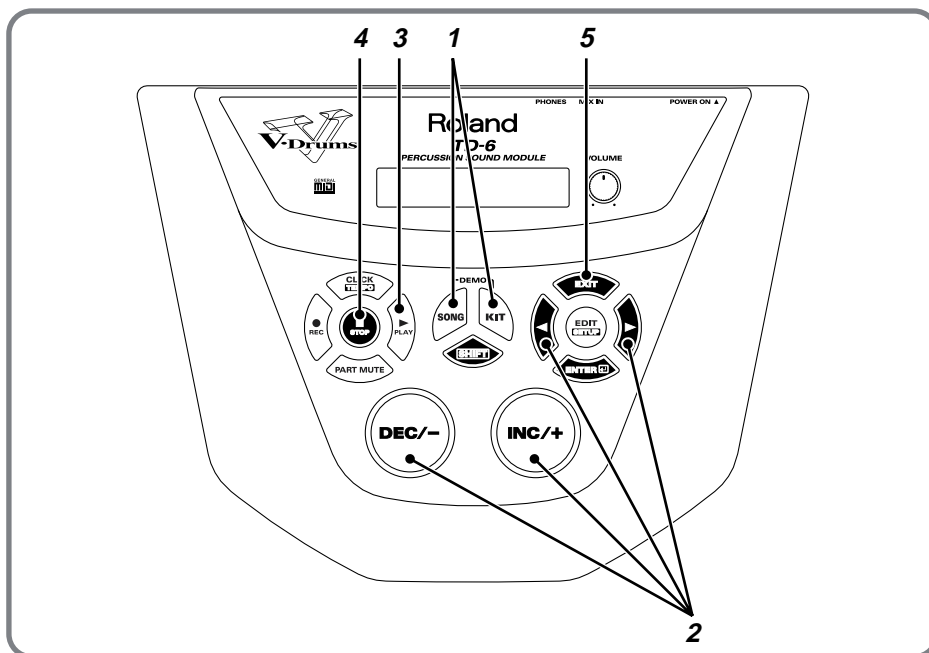 4 3 1 5
PHONES MIX IN POWER ON ▲
V-Drums
Roland
TD-6
PERCUSSION SOUND MODULE
VOLUME
GENERAL
MIDI
CLICK
TEMPO
DEMO
EXIT
REC
STOP
PLAY
SONG
KIT
EDIT
SETUP
PART MUTE
SHIFT
ENTER
DEC/–
INC/+
2